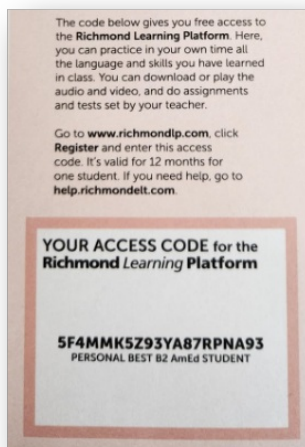 The code below gives you free access to
the Richmond Learning Platform. Here,
you can practice in your own time all
the language and skills you have learned
in class. You can download or play the
audio and video, and do assignments
and tests set by your teacher.
Go to www.richmondlp.com, click
Register and enter this access
code. It's valid for 12 months for
one student. If you need help, go to
help.richmondelt.com.
YOUR ACCESS CODE for the
Richmond Learning Platform
5F4MMK5Z93YA87RPNA93
PERSONAL BEST B2 AmEd STUDENT